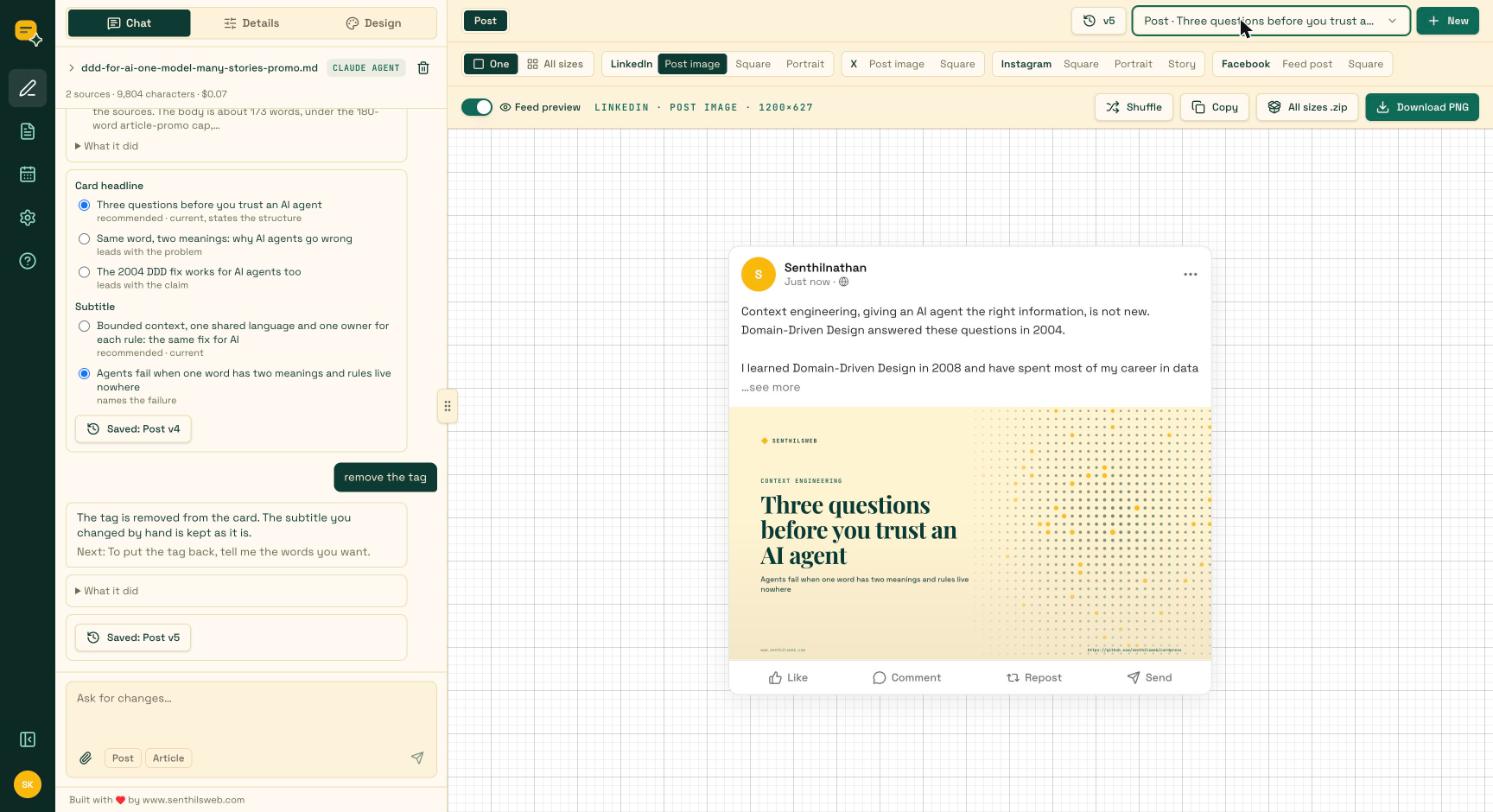 Chat
Details
Design
Post
v5
Post · Three questions before you trust a...
New
ddd-for-ai-one-model-many-stories-promo.md
CLAUDE AGENT
2 sources · 9,804 characters · $0.07
One
All sizes
LinkedIn
Post image
Square
Portrait
X
Post image
Square
Instagram
Square
Portrait
Story
Facebook
Feed post
Square
Feed preview
LINKEDIN · POST IMAGE · 1200×627
Shuffle
Copy
All sizes .zip
Download PNG
the sources. The body is about 173 words, under the 180-
word article-promo cap,...
What it did
Card headline
Three questions before you trust an AI agent
recommended · current, states the structure
Same word, two meanings: why AI agents go wrong
leads with the problem
The 2004 DDD fix works for AI agents too
leads with the claim
Subtitle
Bounded context, one shared language and one owner for
each rule: the same fix for AI
recommended · current
Agents fail when one word has two meanings and rules live
nowhere
names the failure
Saved: Post v4
remove the tag
The tag is removed from the card. The subtitle you
changed by hand is kept as it is.
Next: To put the tag back, tell me the words you want.
What it did
Saved: Post v5
Ask for changes...
Post
Article
SK
Built with ❤ by www.senthilsweb.com
S
Senthilnathan
Just now ·
Context engineering, giving an AI agent the right information, is not new.
Domain-Driven Design answered these questions in 2004.
I learned Domain-Driven Design in 2008 and have spent most of my career in data
...see more
SENTHILSWEB
CONTEXT ENGINEERING
Three questions
before you trust an
AI agent
Agents fail when one word has two meanings and rules live
nowhere
www.senthilsweb.com
Like
Comment
Repost
Send